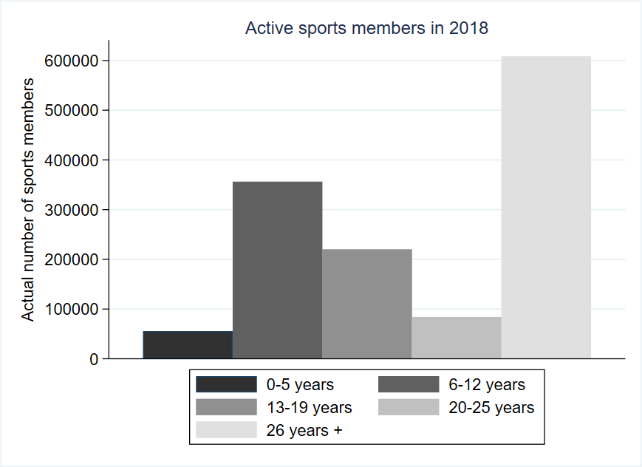 Active sports members in 2018
Actual number of sports members
600000
500000
400000
300000
200000
100000
0
0-5 years 6-12 years
13-19 years 20-25 years
26 years +